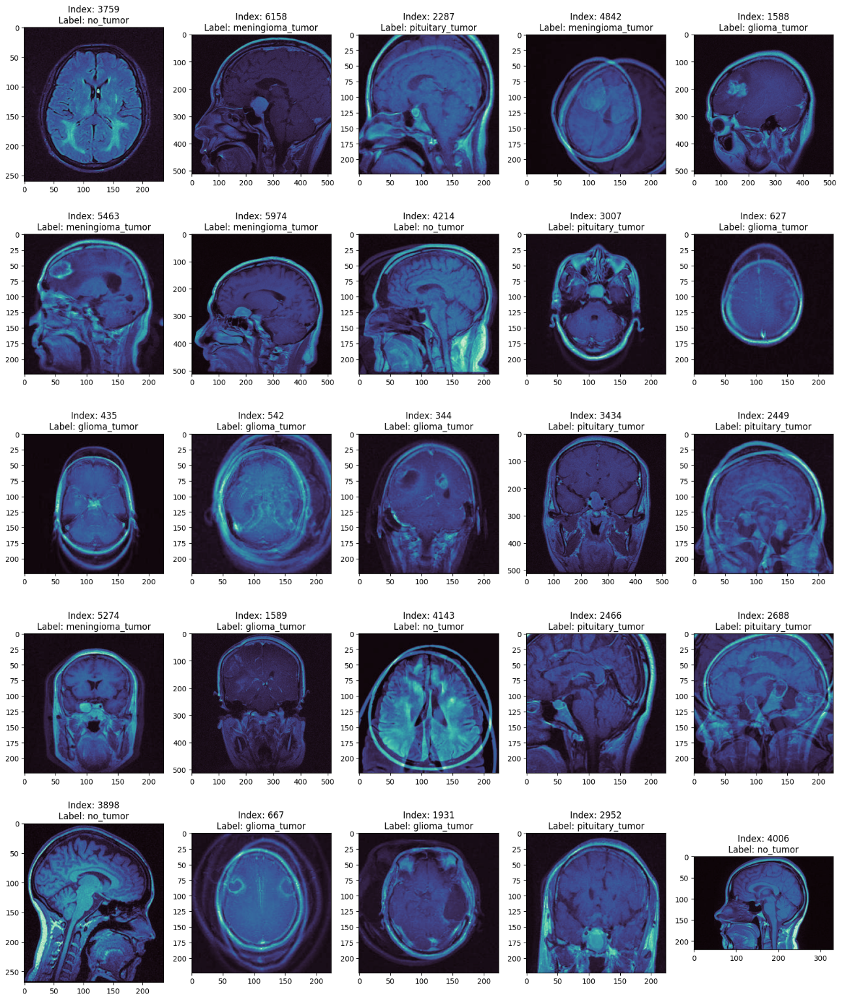 Index: 3759
Label: no_tumor
Index: 6158
Label: meningioma_tumor
Index: 2287
Label: pituitary_tumor
Index: 4842
Label: meningioma_tumor
Index: 1588
Label: glioma_tumor
0
50
100
150
200
250
0 50 100 150 200
0
100
200
300
400
500
0 100 200 300 400 500
0
25
50
75
100
125
150
175
200
0 50 100 150 200
0
25
50
75
100
125
150
175
200
0 50 100 150 200
0
100
200
300
400
500
0 100 200 300 400 500
Index: 5463
Label: meningioma_tumor
Index: 5974
Label: meningioma_tumor
Index: 4214
Label: no_tumor
Index: 3007
Label: pituitary_tumor
Index: 627
Label: glioma_tumor
0
25
50
75
100
125
150
175
200
0 50 100 150 200
0
100
200
300
400
500
0 100 200 300 400 500
0
25
50
75
100
125
150
175
200
0 50 100 150 200
0
25
50
75
100
125
150
175
200
0 50 100 150 200
0
25
50
75
100
125
150
175
200
0 50 100 150 200
Index: 435
Label: glioma_tumor
Index: 542
Label: glioma_tumor
Index: 344
Label: glioma_tumor
Index: 3434
Label: pituitary_tumor
Index: 2449
Label: pituitary_tumor
0
25
50
75
100
125
150
175
200
0 50 100 150 200
0
25
50
75
100
125
150
175
200
0 50 100 150 200
0
25
50
75
100
125
150
175
200
0 50 100 150 200
0
100
200
300
400
500
0 100 200 300 400 500
0
25
50
75
100
125
150
175
200
0 50 100 150 200
Index: 5274
Label: meningioma_tumor
Index: 1589
Label: glioma_tumor
Index: 4143
Label: no_tumor
Index: 2466
Label: pituitary_tumor
Index: 2688
Label: pituitary_tumor
0
25
50
75
100
125
150
175
200
0 50 100 150 200
0
100
200
300
400
500
0 100 200 300 400 500
0
25
50
75
100
125
150
175
200
0 50 100 150 200
0
25
50
75
100
125
150
175
200
0 50 100 150 200
0
25
50
75
100
125
150
175
200
0 50 100 150 200
Index: 3898
Label: no_tumor
Index: 667
Label: glioma_tumor
Index: 1931
Label: glioma_tumor
Index: 2952
Label: pituitary_tumor
Index: 4006
Label: no_tumor
0
50
100
150
200
250
0 50 100 150 200
0
25
50
75
100
125
150
175
200
0 50 100 150 200
0
25
50
75
100
125
150
175
200
0 50 100 150 200
0
25
50
75
100
125
150
175
200
0 50 100 150 200
0
50
100
150
200
0 100 200 300